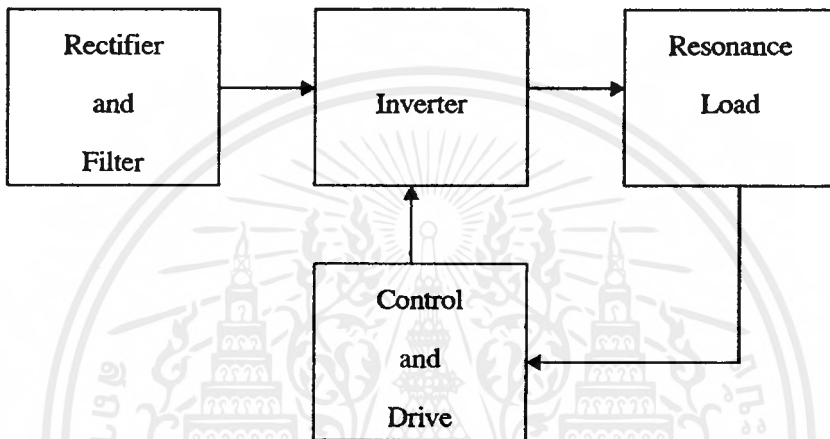 Rectifier
and
Filter
Inverter
Resonance
Load
Control
and
Drive